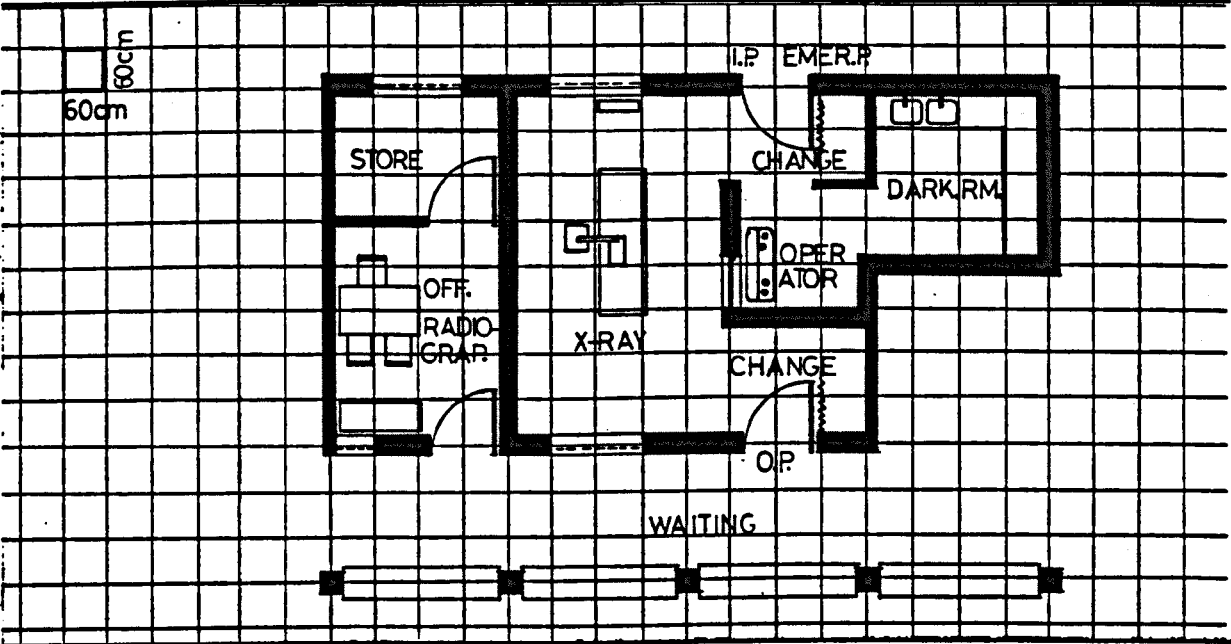 60cm
60cm
I.P. EMER.P.
STORE
CHANGE
DARK.RM.
OPER
ATOR
OFF.
RADIO-
GRAP.
X-RAY
CHANGE
O.P.
WAITING